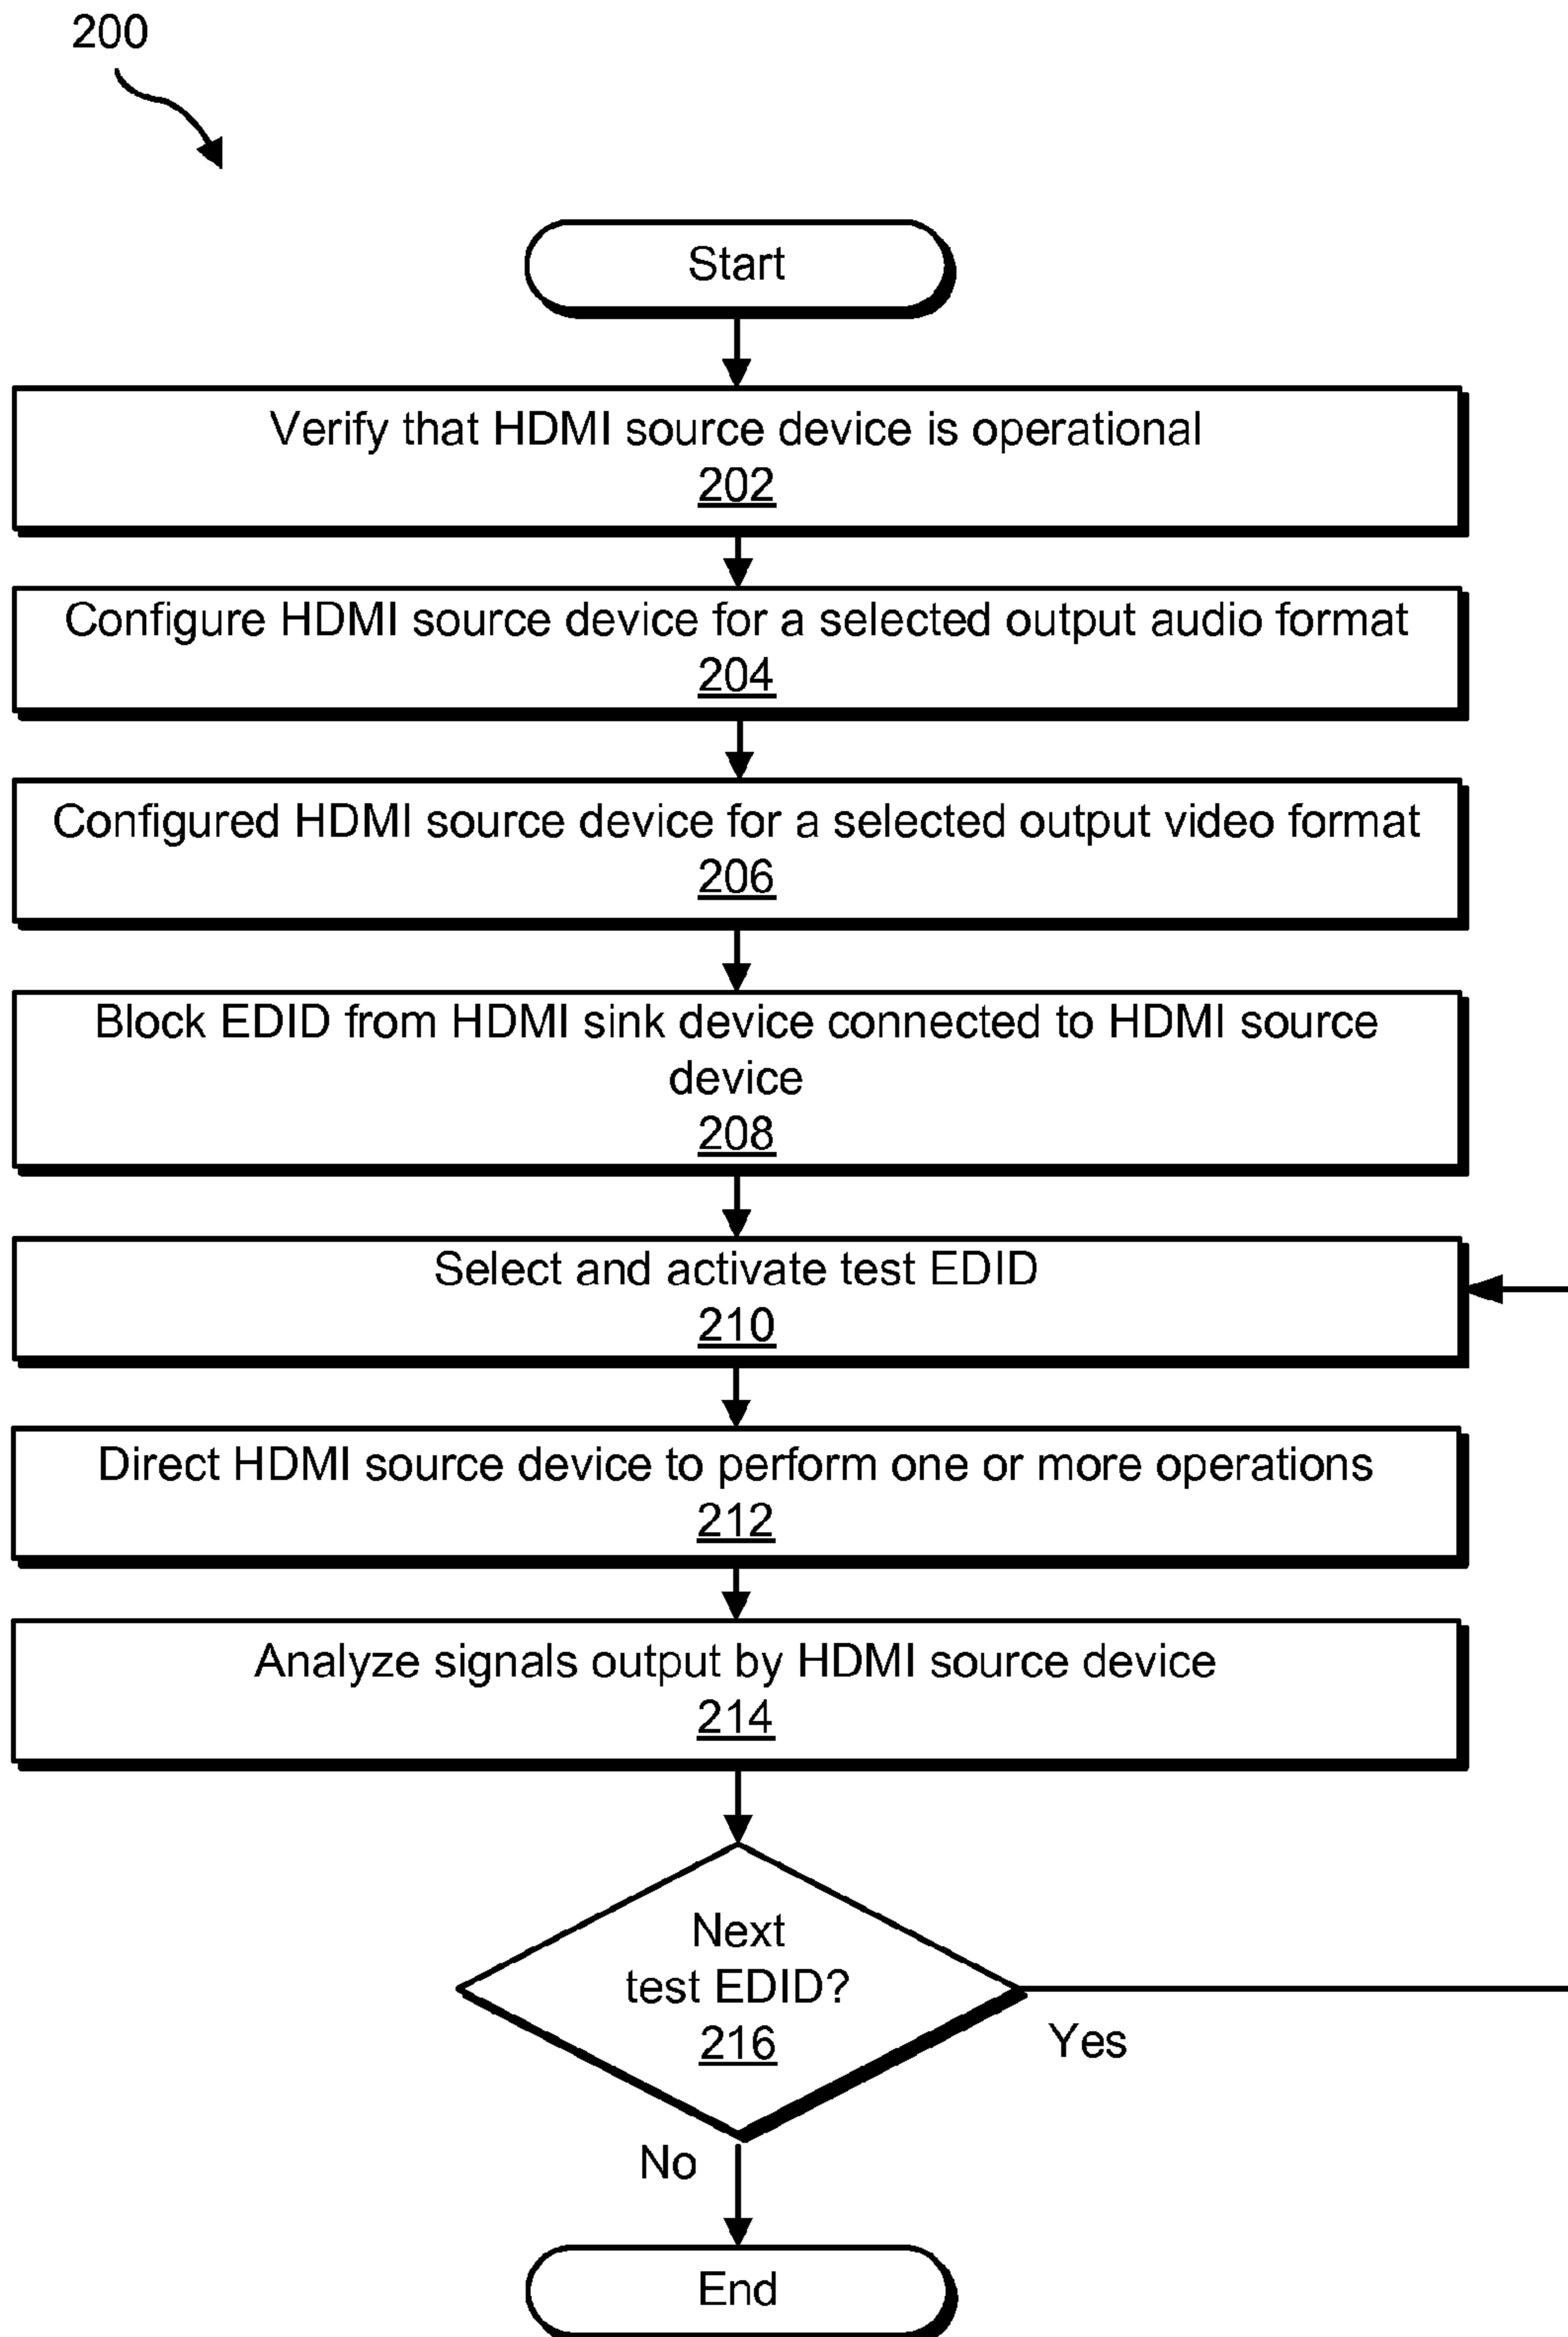 200
Start
Verify that HDMI source device is operational
202
Configure HDMI source device for a selected output audio format
204
Configured HDMI source device for a selected output video format
206
Block EDID from HDMI sink device connected to HDMI source
device
208
Select and activate test EDID
210
Direct HDMI source device to perform one or more operations
212
Analyze signals output by HDMI source device
214
Next
test EDID?
216
Yes
No
End